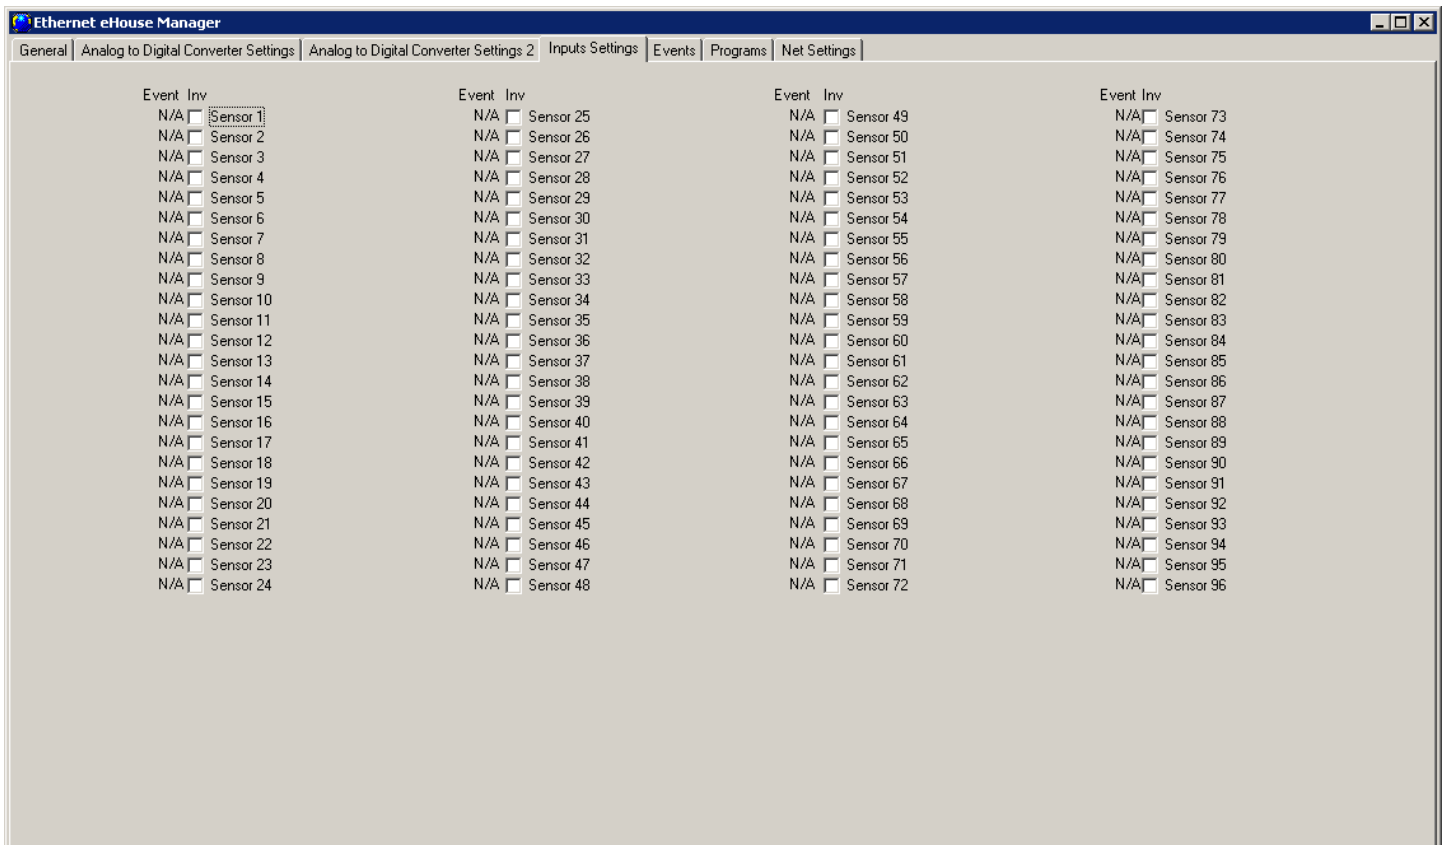 Ethernet eHouse Manager
General Analog to Digital Converter Settings Analog to Digital Converter Settings 2 Inputs Settings Events Programs Net Settings
Event Inv Event Inv Event Inv Event Inv
N/A Sensor 1 N/A Sensor 25 N/A Sensor 49 N/A Sensor 73
N/A Sensor 2 N/A Sensor 26 N/A Sensor 50 N/A Sensor 74
N/A Sensor 3 N/A Sensor 27 N/A Sensor 51 N/A Sensor 75
N/A Sensor 4 N/A Sensor 28 N/A Sensor 52 N/A Sensor 76
N/A Sensor 5 N/A Sensor 29 N/A Sensor 53 N/A Sensor 77
N/A Sensor 6 N/A Sensor 30 N/A Sensor 54 N/A Sensor 78
N/A Sensor 7 N/A Sensor 31 N/A Sensor 55 N/A Sensor 79
N/A Sensor 8 N/A Sensor 32 N/A Sensor 56 N/A Sensor 80
N/A Sensor 9 N/A Sensor 33 N/A Sensor 57 N/A Sensor 81
N/A Sensor 10 N/A Sensor 34 N/A Sensor 58 N/A Sensor 82
N/A Sensor 11 N/A Sensor 35 N/A Sensor 59 N/A Sensor 83
N/A Sensor 12 N/A Sensor 36 N/A Sensor 60 N/A Sensor 84
N/A Sensor 13 N/A Sensor 37 N/A Sensor 61 N/A Sensor 85
N/A Sensor 14 N/A Sensor 38 N/A Sensor 62 N/A Sensor 86
N/A Sensor 15 N/A Sensor 39 N/A Sensor 63 N/A Sensor 87
N/A Sensor 16 N/A Sensor 40 N/A Sensor 64 N/A Sensor 88
N/A Sensor 17 N/A Sensor 41 N/A Sensor 65 N/A Sensor 89
N/A Sensor 18 N/A Sensor 42 N/A Sensor 66 N/A Sensor 90
N/A Sensor 19 N/A Sensor 43 N/A Sensor 67 N/A Sensor 91
N/A Sensor 20 N/A Sensor 44 N/A Sensor 68 N/A Sensor 92
N/A Sensor 21 N/A Sensor 45 N/A Sensor 69 N/A Sensor 93
N/A Sensor 22 N/A Sensor 46 N/A Sensor 70 N/A Sensor 94
N/A Sensor 23 N/A Sensor 47 N/A Sensor 71 N/A Sensor 95
N/A Sensor 24 N/A Sensor 48 N/A Sensor 72 N/A Sensor 96